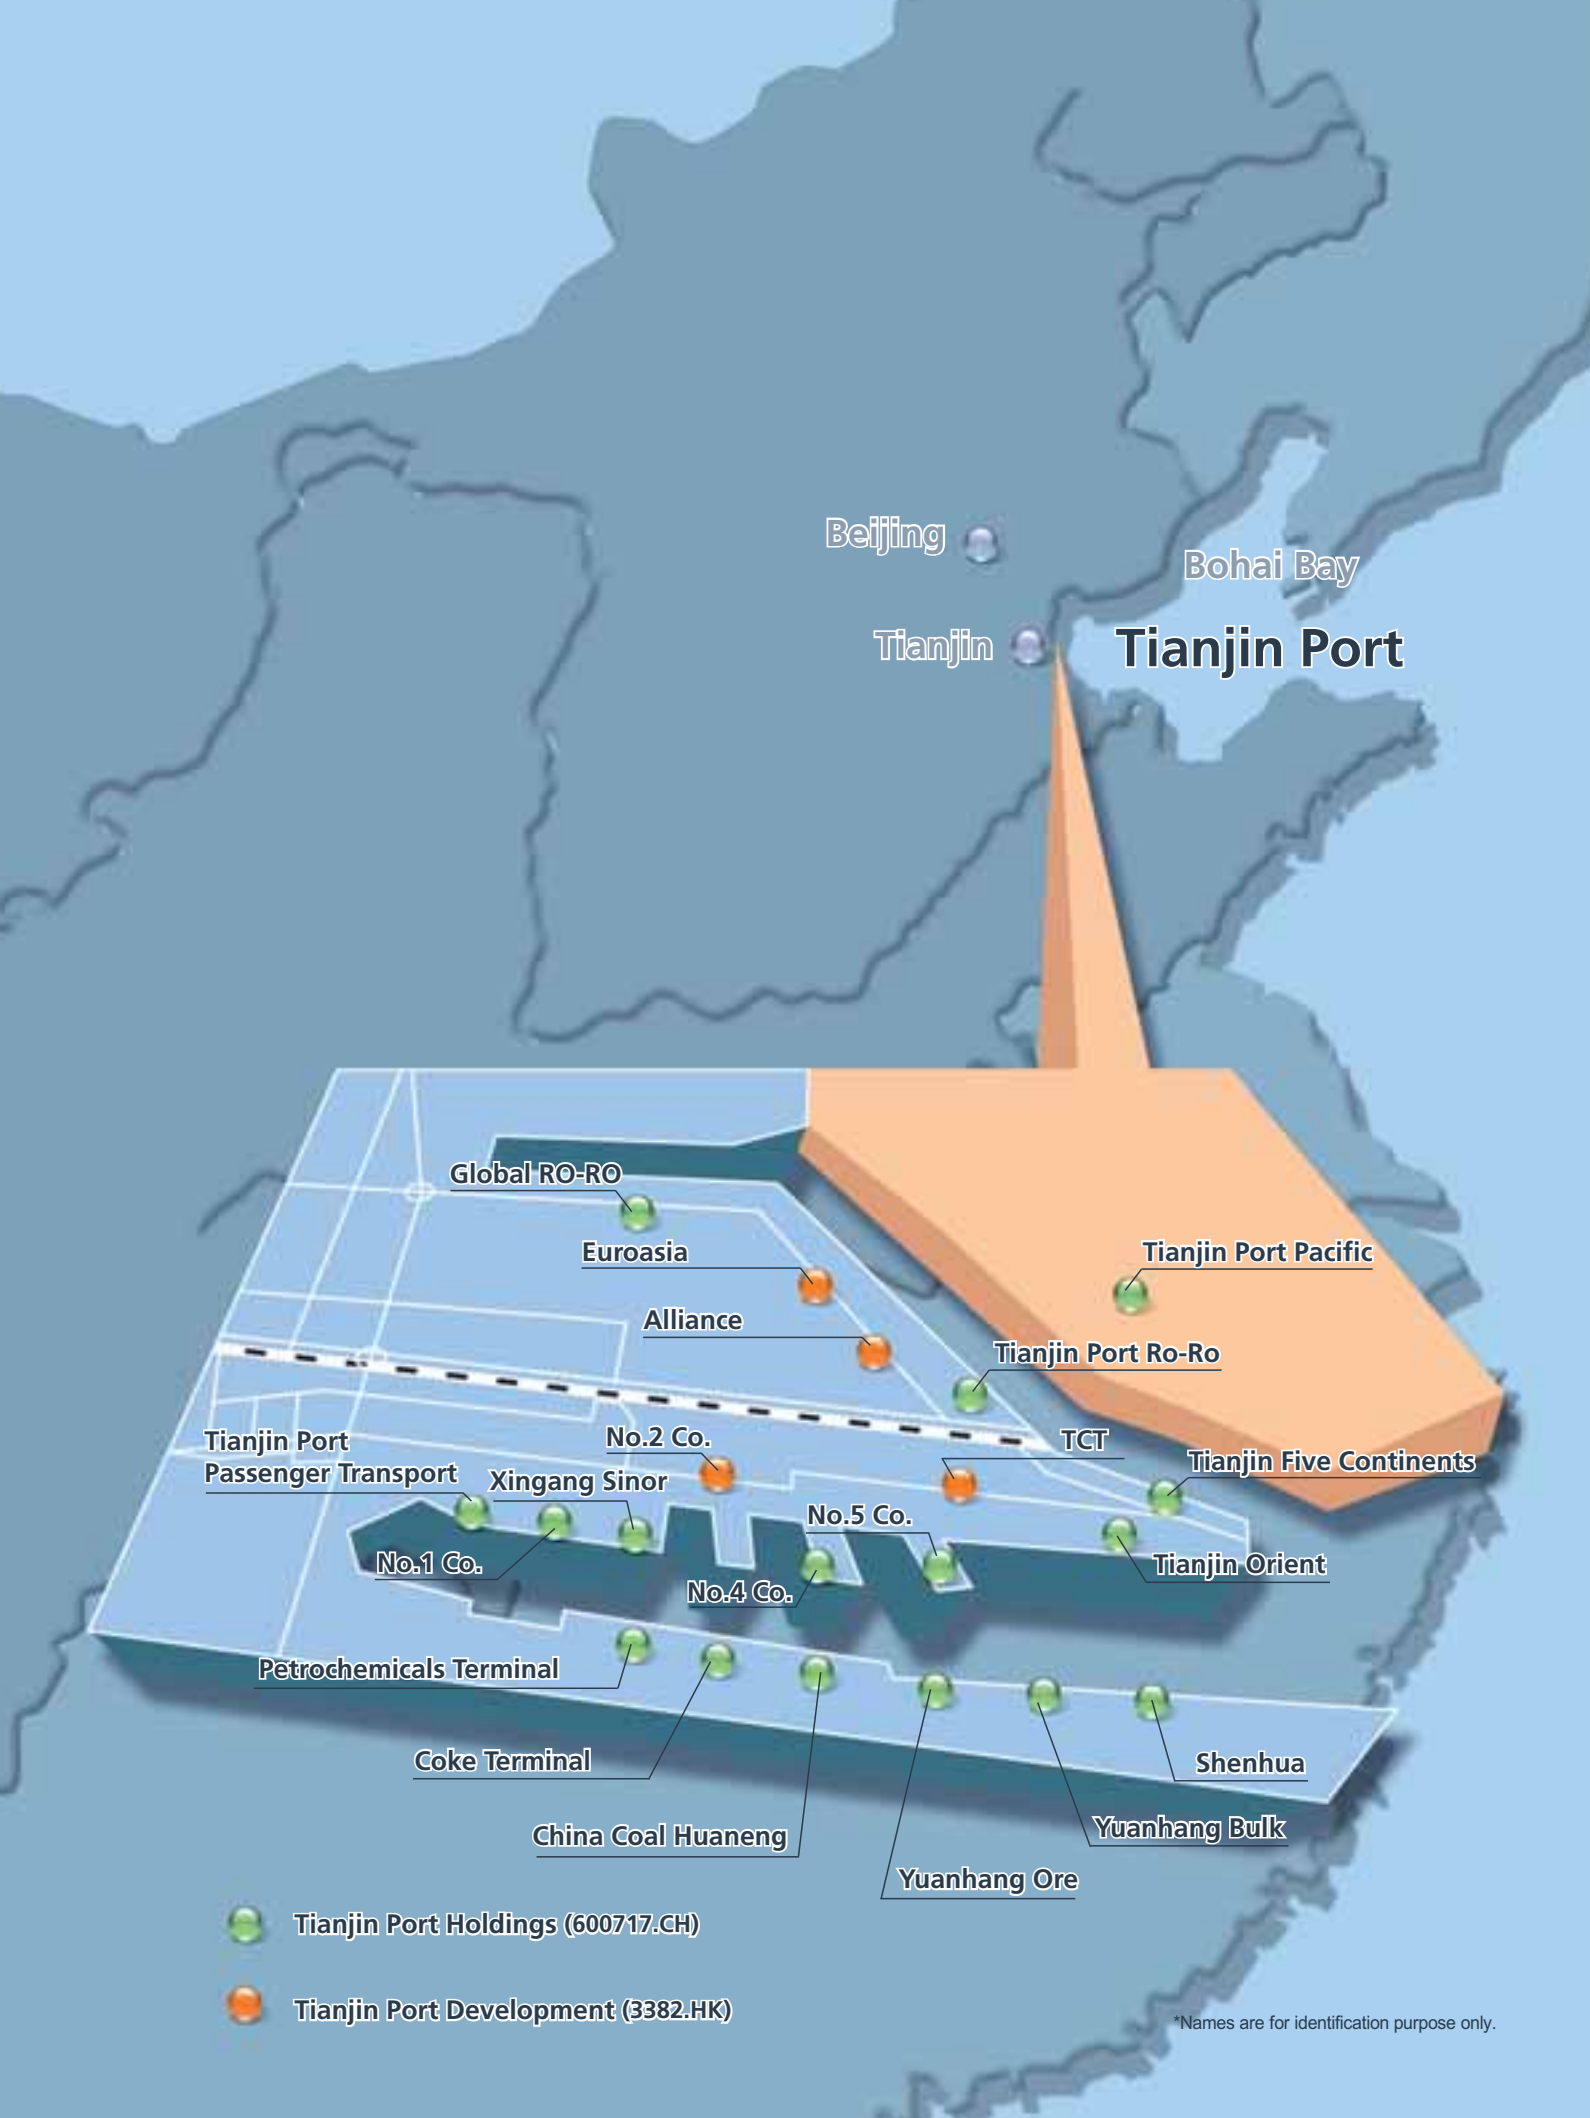 Beijing
Bohai Bay
Tianjin
Tianjin Port
Global RO-RO
Euroasia
Tianjin Port Pacific
Alliance
Tianjin Port Ro-Ro
No.2 Co.
TCT
Tianjin Port
Passenger Transport
Xingang Sinor
Tianjin Five Continents
No.5 Co.
No.1 Co.
Tianjin Orient
No.4 Co.
Petrochemicals Terminal
Coke Terminal
Shenhua
China Coal Huaneng
Yuanhang Bulk
Yuanhang Ore
Tianjin Port Holdings (600717.CH)
Tianjin Port Development (3382.HK)
*Names are for identification purpose only.